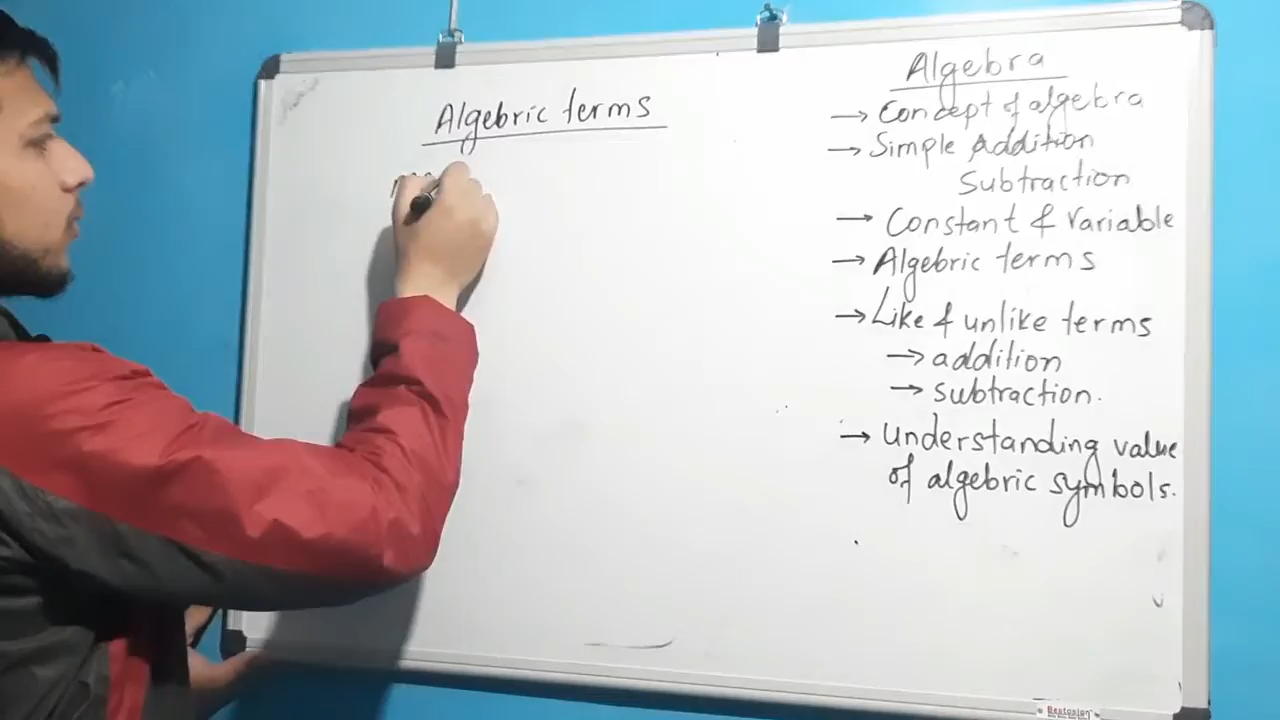 Algebric terms
Algebra
→ Concept of algebra
→ Simple Addition
Subtraction
→ Constant & Variable
→ Algebric terms
→ Like & unlike terms
→ addition
→ subtraction.
→ Understanding value
of algebric symbols.